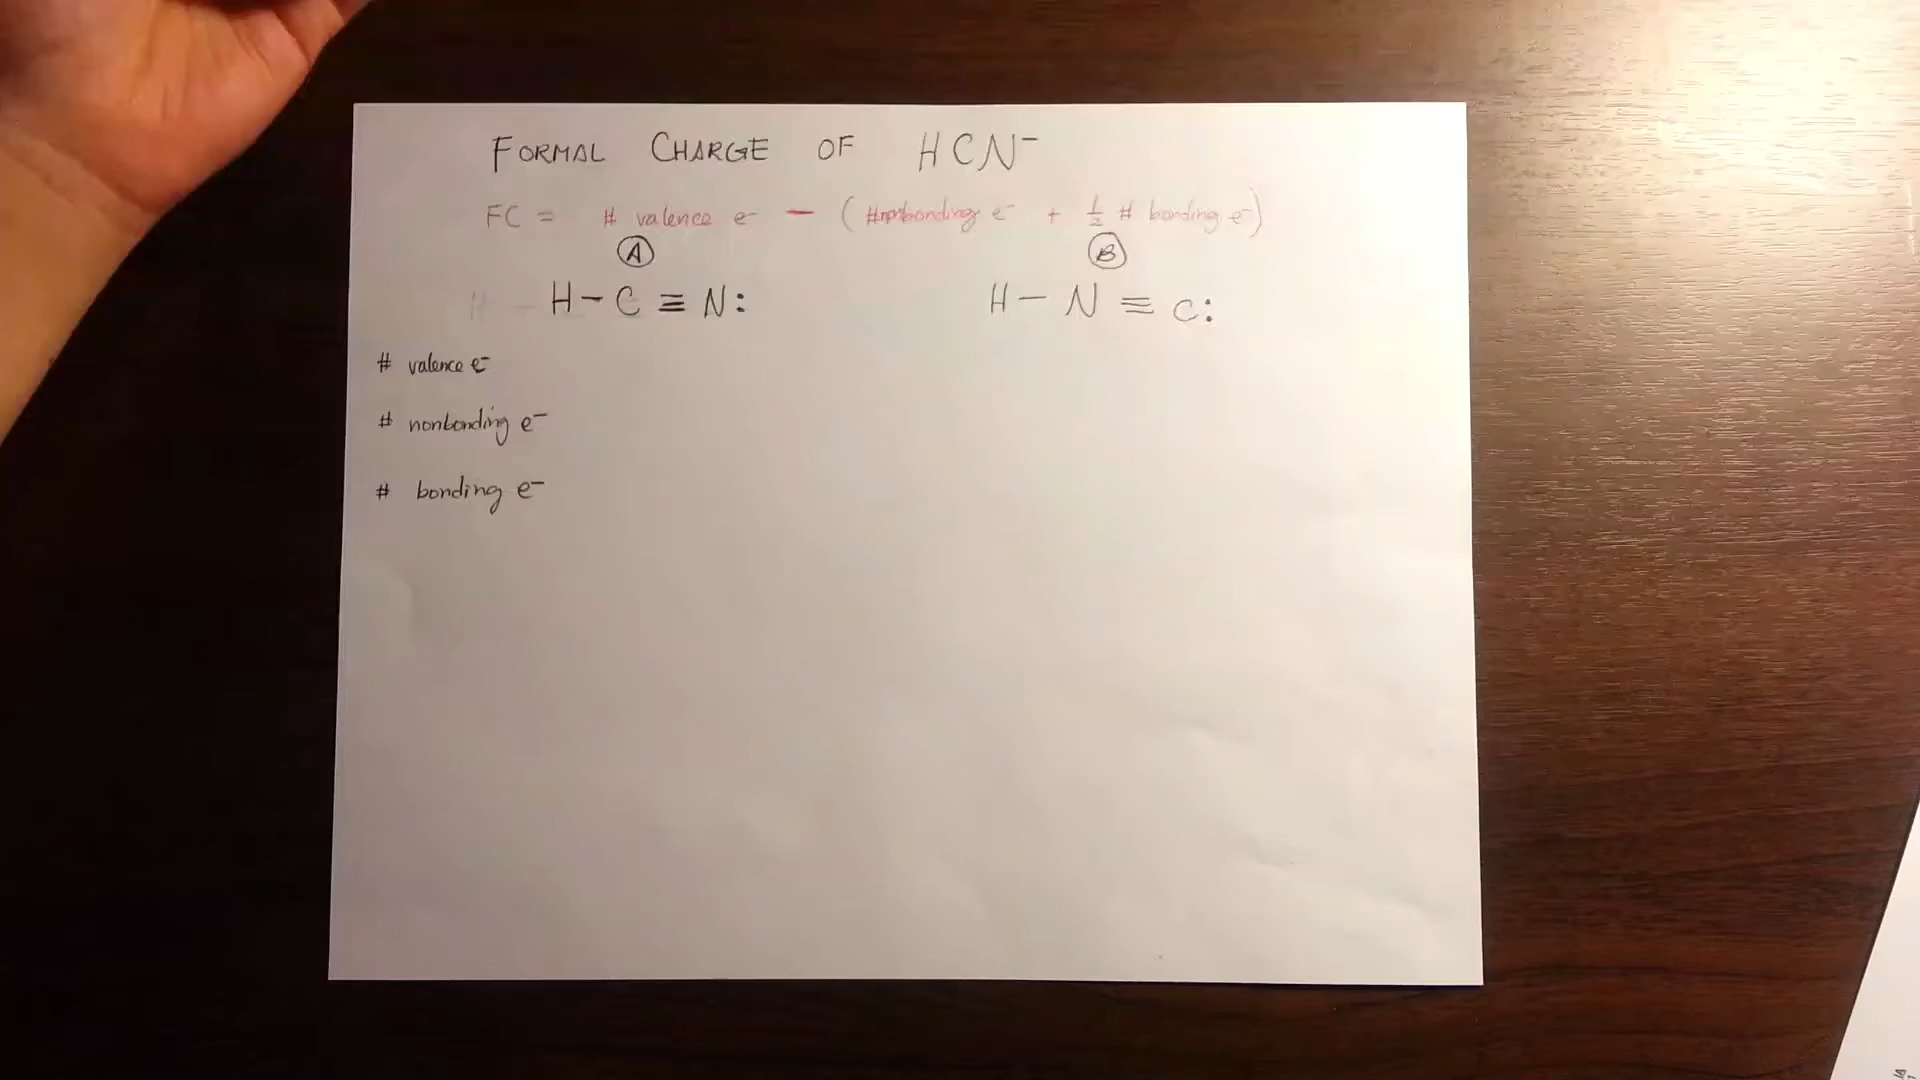 FORMAL CHARGE OF HCN⁻
FC = # valence e⁻ − (#nonbonding e⁻ + 1/2 # bonding e⁻)
A B
H − C ≡ N: H − N ≡ C:
# valence e⁻
# nonbonding e⁻
# bonding e⁻